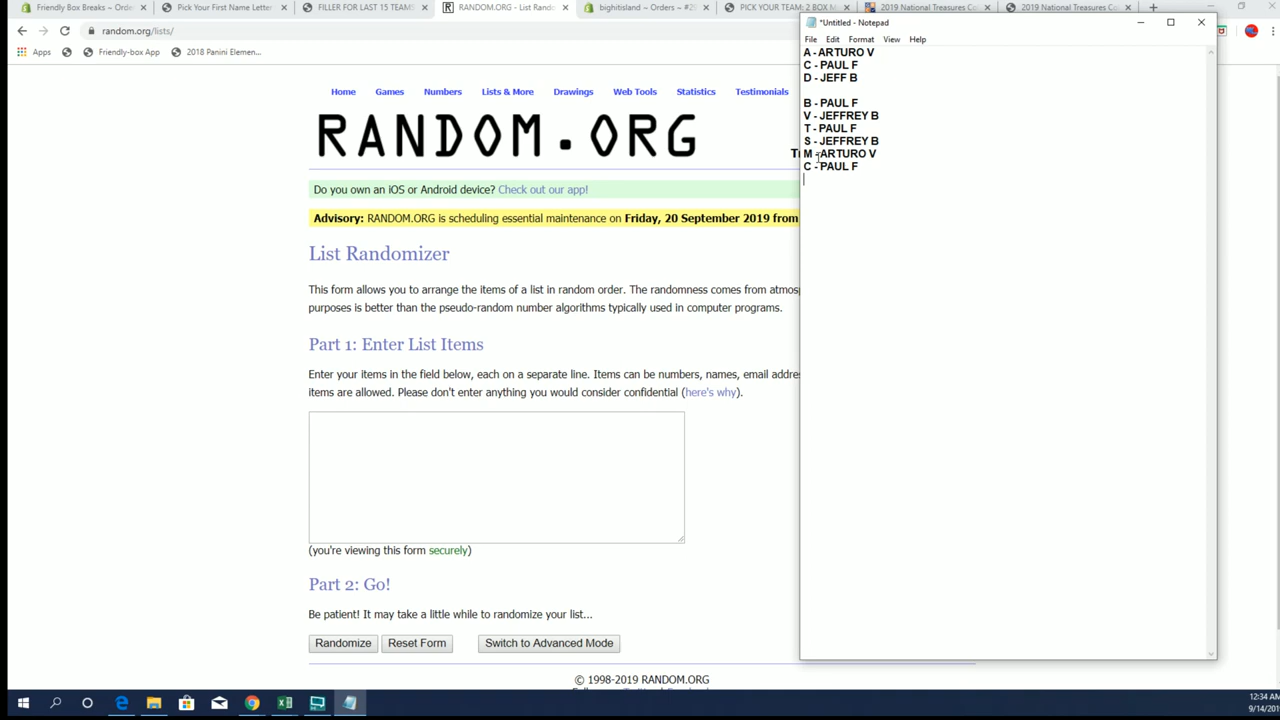 Friendly Box Breaks ~ Orders
Pick Your First Name Letter
FILLER FOR LAST 15 TEAMS
RANDOM.ORG - List Rando
bighitisland ~ Orders ~ #29
PICK YOUR TEAM: 2 BOX M
2019 National Treasures Co
2019 National Treasures Co
random.org/lists/
Apps
Friendly-box App
2018 Panini Elemen...
*Untitled - Notepad
File Edit Format View Help
A - ARTURO V
C - PAUL F
D - JEFF B
B - PAUL F
V - JEFFREY B
T - PAUL F
S - JEFFREY B
M - ARTURO V
C - PAUL F
Home Games Numbers Lists & More Drawings Web Tools Statistics Testimonials
RANDOM.ORG
Do you own an iOS or Android device? Check out our app!
Advisory: RANDOM.ORG is scheduling essential maintenance on Friday, 20 September 2019 from
List Randomizer
This form allows you to arrange the items of a list in random order. The randomness comes from atmosp
purposes is better than the pseudo-random number algorithms typically used in computer programs.
Part 1: Enter List Items
Enter your items in the field below, each on a separate line. Items can be numbers, names, email addre
items are allowed. Please don't enter anything you would consider confidential (here's why).
(you're viewing this form securely)
Part 2: Go!
Be patient! It may take a little while to randomize your list...
Randomize Reset Form Switch to Advanced Mode
© 1998-2019 RANDOM.ORG
12:34 AM
9/14/2019